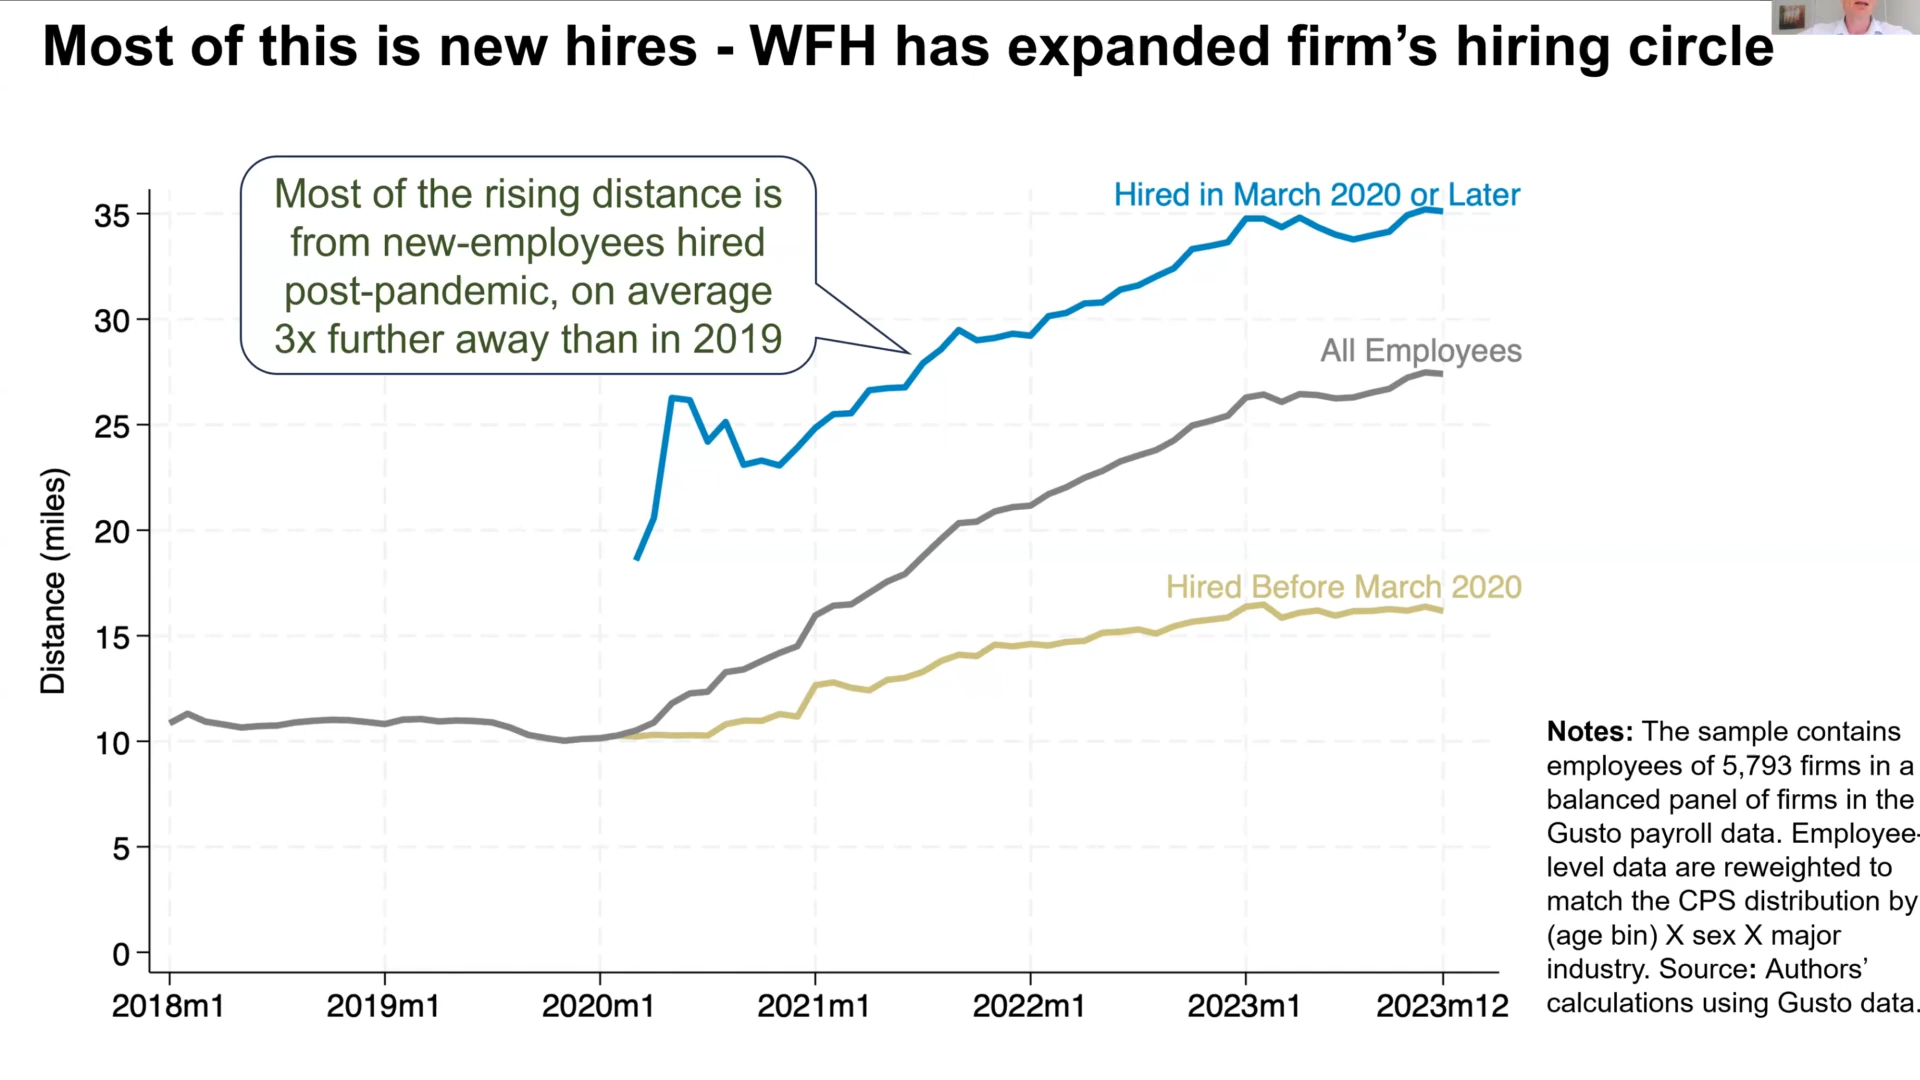 Most of this is new hires - WFH has expanded firm’s hiring circle
Most of the rising distance is
from new-employees hired
post-pandemic, on average
3x further away than in 2019
Hired in March 2020 or Later
All Employees
Hired Before March 2020
Distance (miles)
35
30
25
20
15
10
5
0
2018m1
2019m1
2020m1
2021m1
2022m1
2023m1
2023m12
Notes: The sample contains
employees of 5,793 firms in a
balanced panel of firms in the
Gusto payroll data. Employee-
level data are reweighted to
match the CPS distribution by
(age bin) X sex X major
industry. Source: Authors’
calculations using Gusto data.